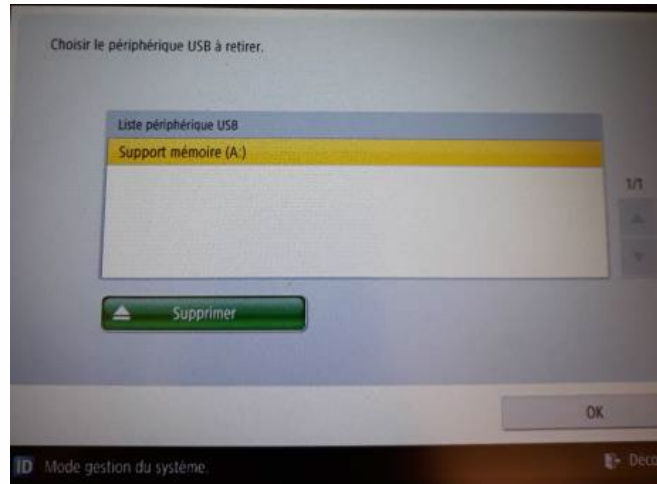 Choisir le périphérique USB à retirer.
Liste périphérique USB
Support mémoire (A:)
1/1
Supprimer
OK
ID Mode gestion du système.